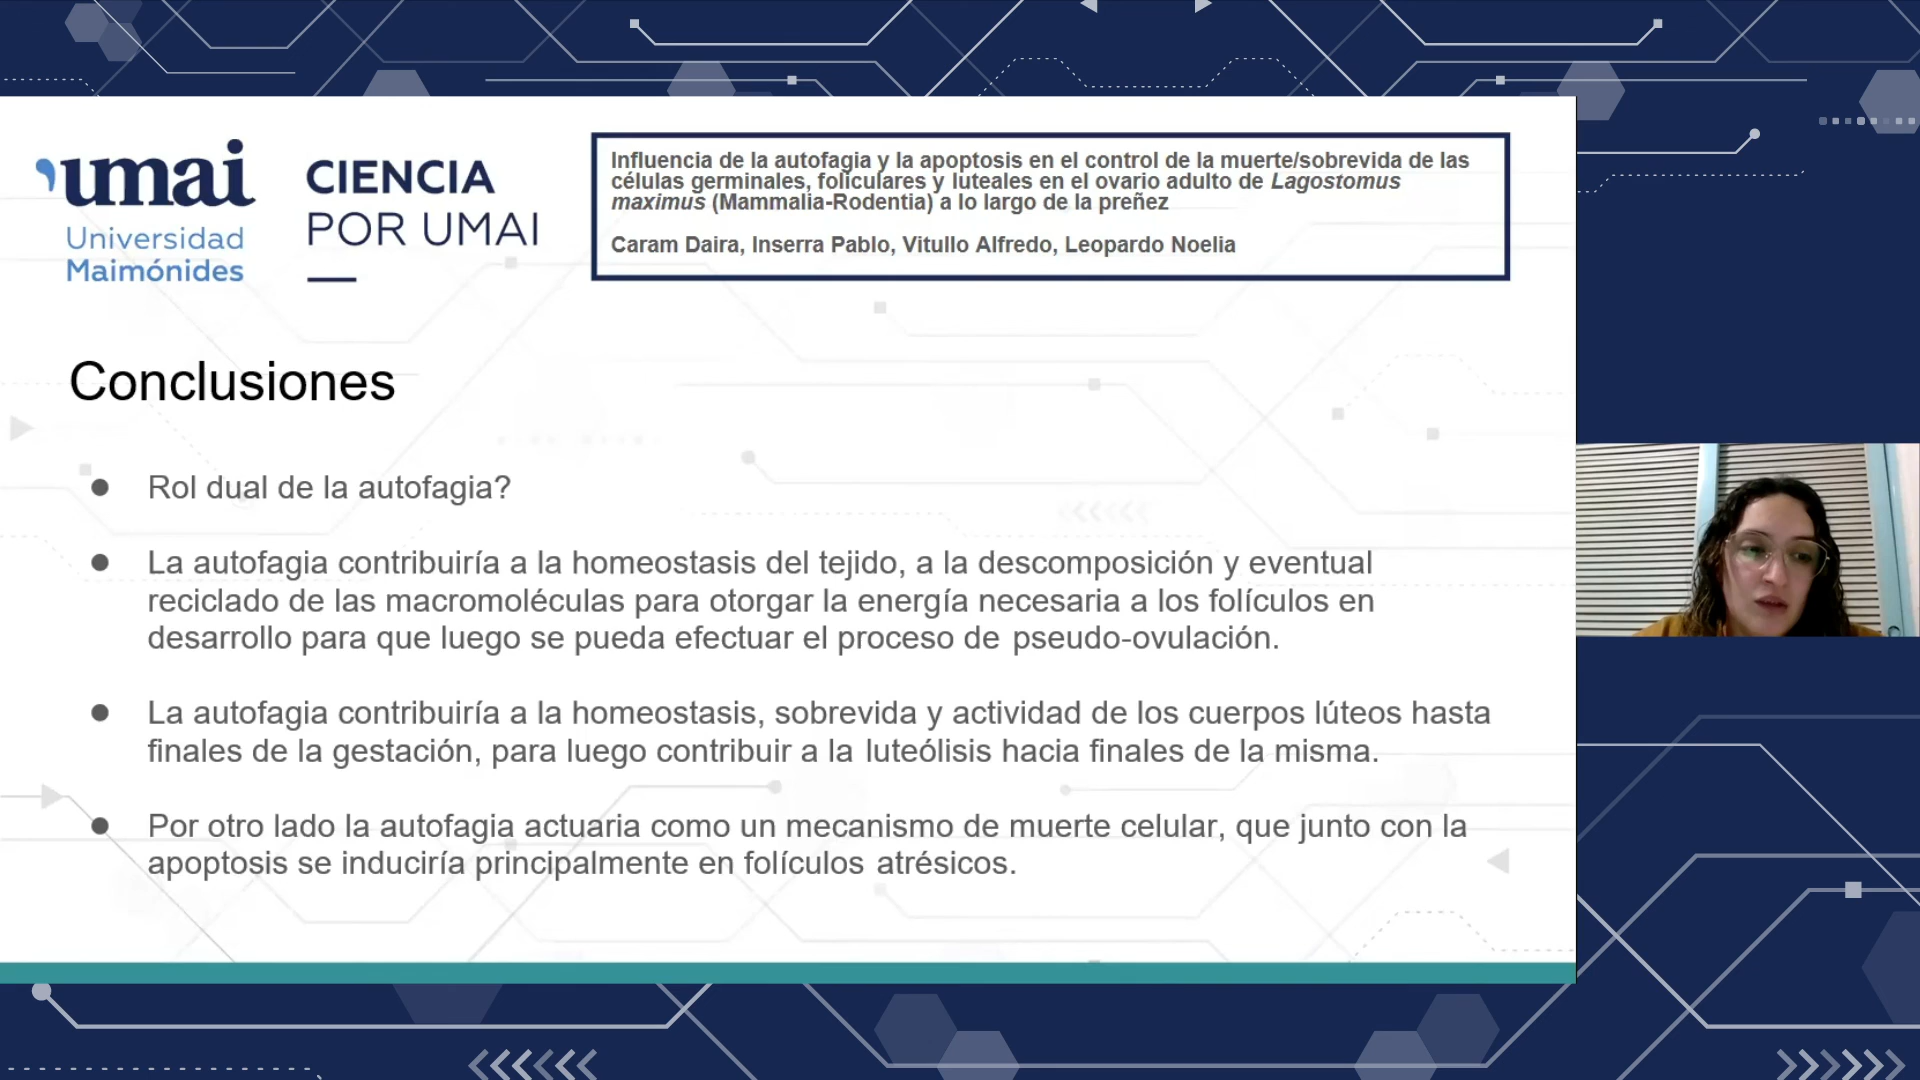 umai
Universidad
Maimónides
CIENCIA
POR UMAI
Influencia de la autofagia y la apoptosis en el control de la muerte/sobrevida de las
células germinales, foliculares y luteales en el ovario adulto de Lagostomus
maximus (Mammalia-Rodentia) a lo largo de la preñez
Caram Daira, Inserra Pablo, Vitullo Alfredo, Leopardo Noelia
Conclusiones
● Rol dual de la autofagia?
● La autofagia contribuiría a la homeostasis del tejido, a la descomposición y eventual
reciclado de las macromoléculas para otorgar la energía necesaria a los folículos en
desarrollo para que luego se pueda efectuar el proceso de pseudo-ovulación.
● La autofagia contribuiría a la homeostasis, sobrevida y actividad de los cuerpos lúteos hasta
finales de la gestación, para luego contribuir a la luteólisis hacia finales de la misma.
● Por otro lado la autofagia actuaria como un mecanismo de muerte celular, que junto con la
apoptosis se induciría principalmente en folículos atrésicos.